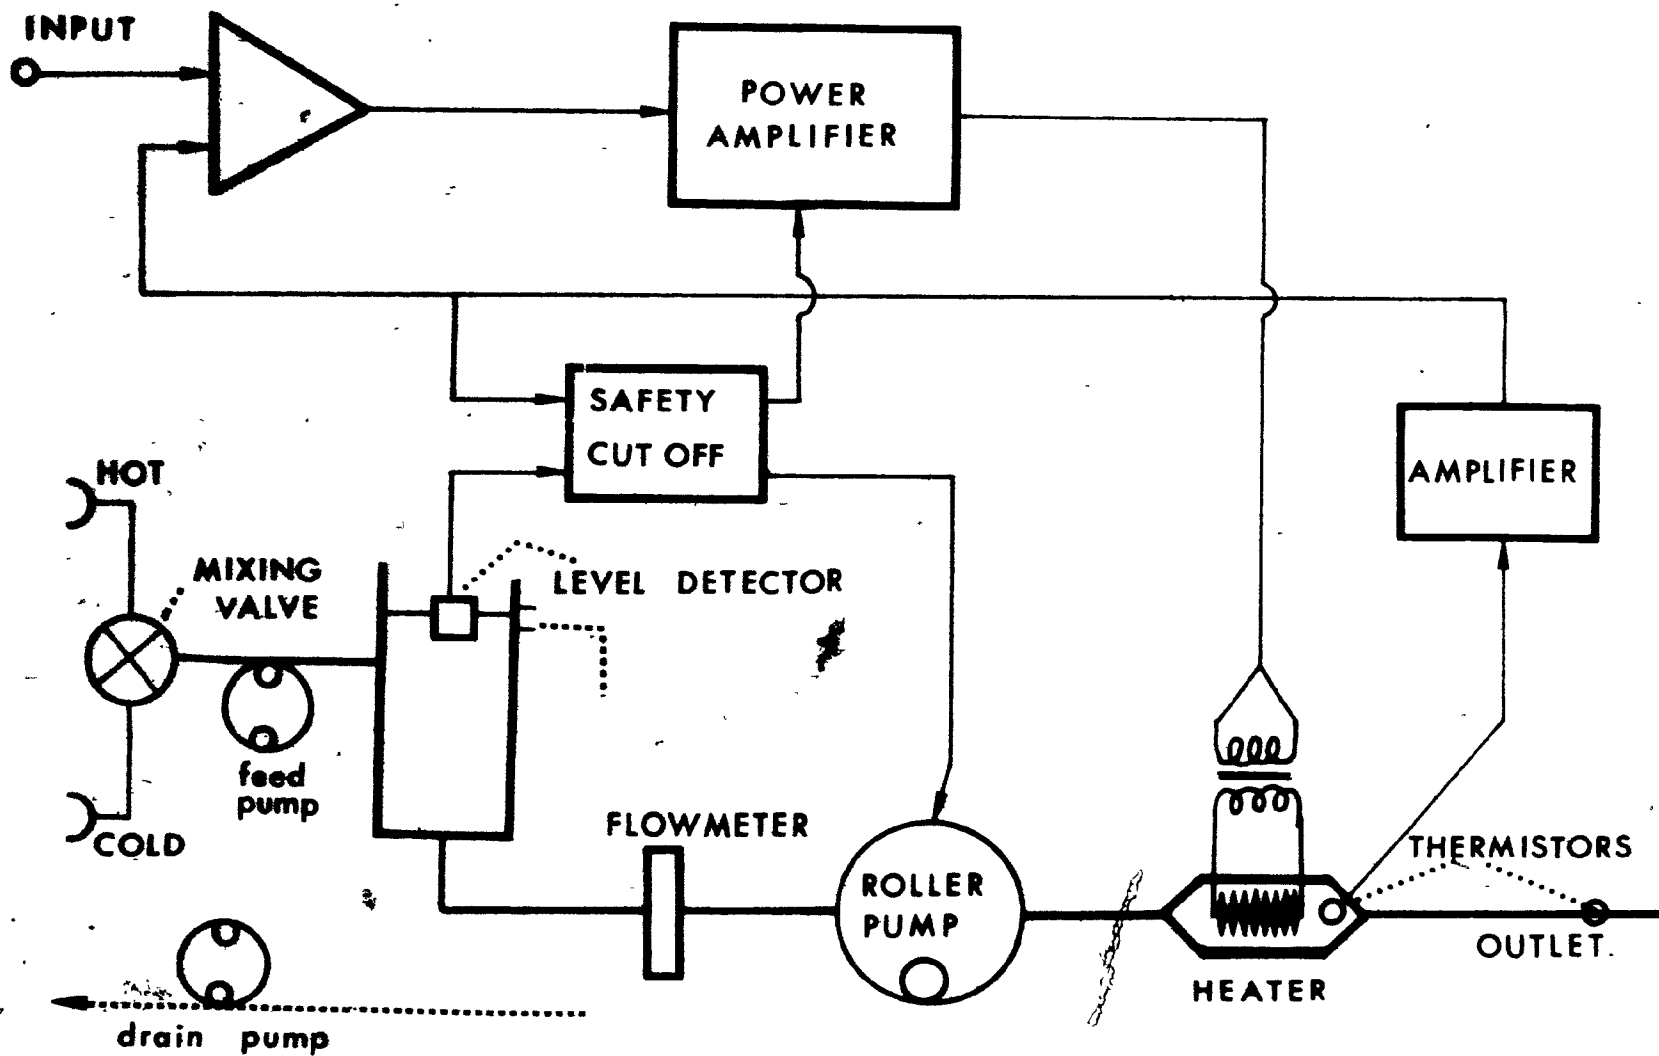 INPUT
POWER
AMPLIFIER
SAFETY
CUT OFF
HOT
AMPLIFIER
MIXING
VALVE
LEVEL DETECTOR
feed
pump
COLD
FLOWMETER
THERMISTORS
ROLLER
PUMP
OUTLET.
HEATER
drain pump